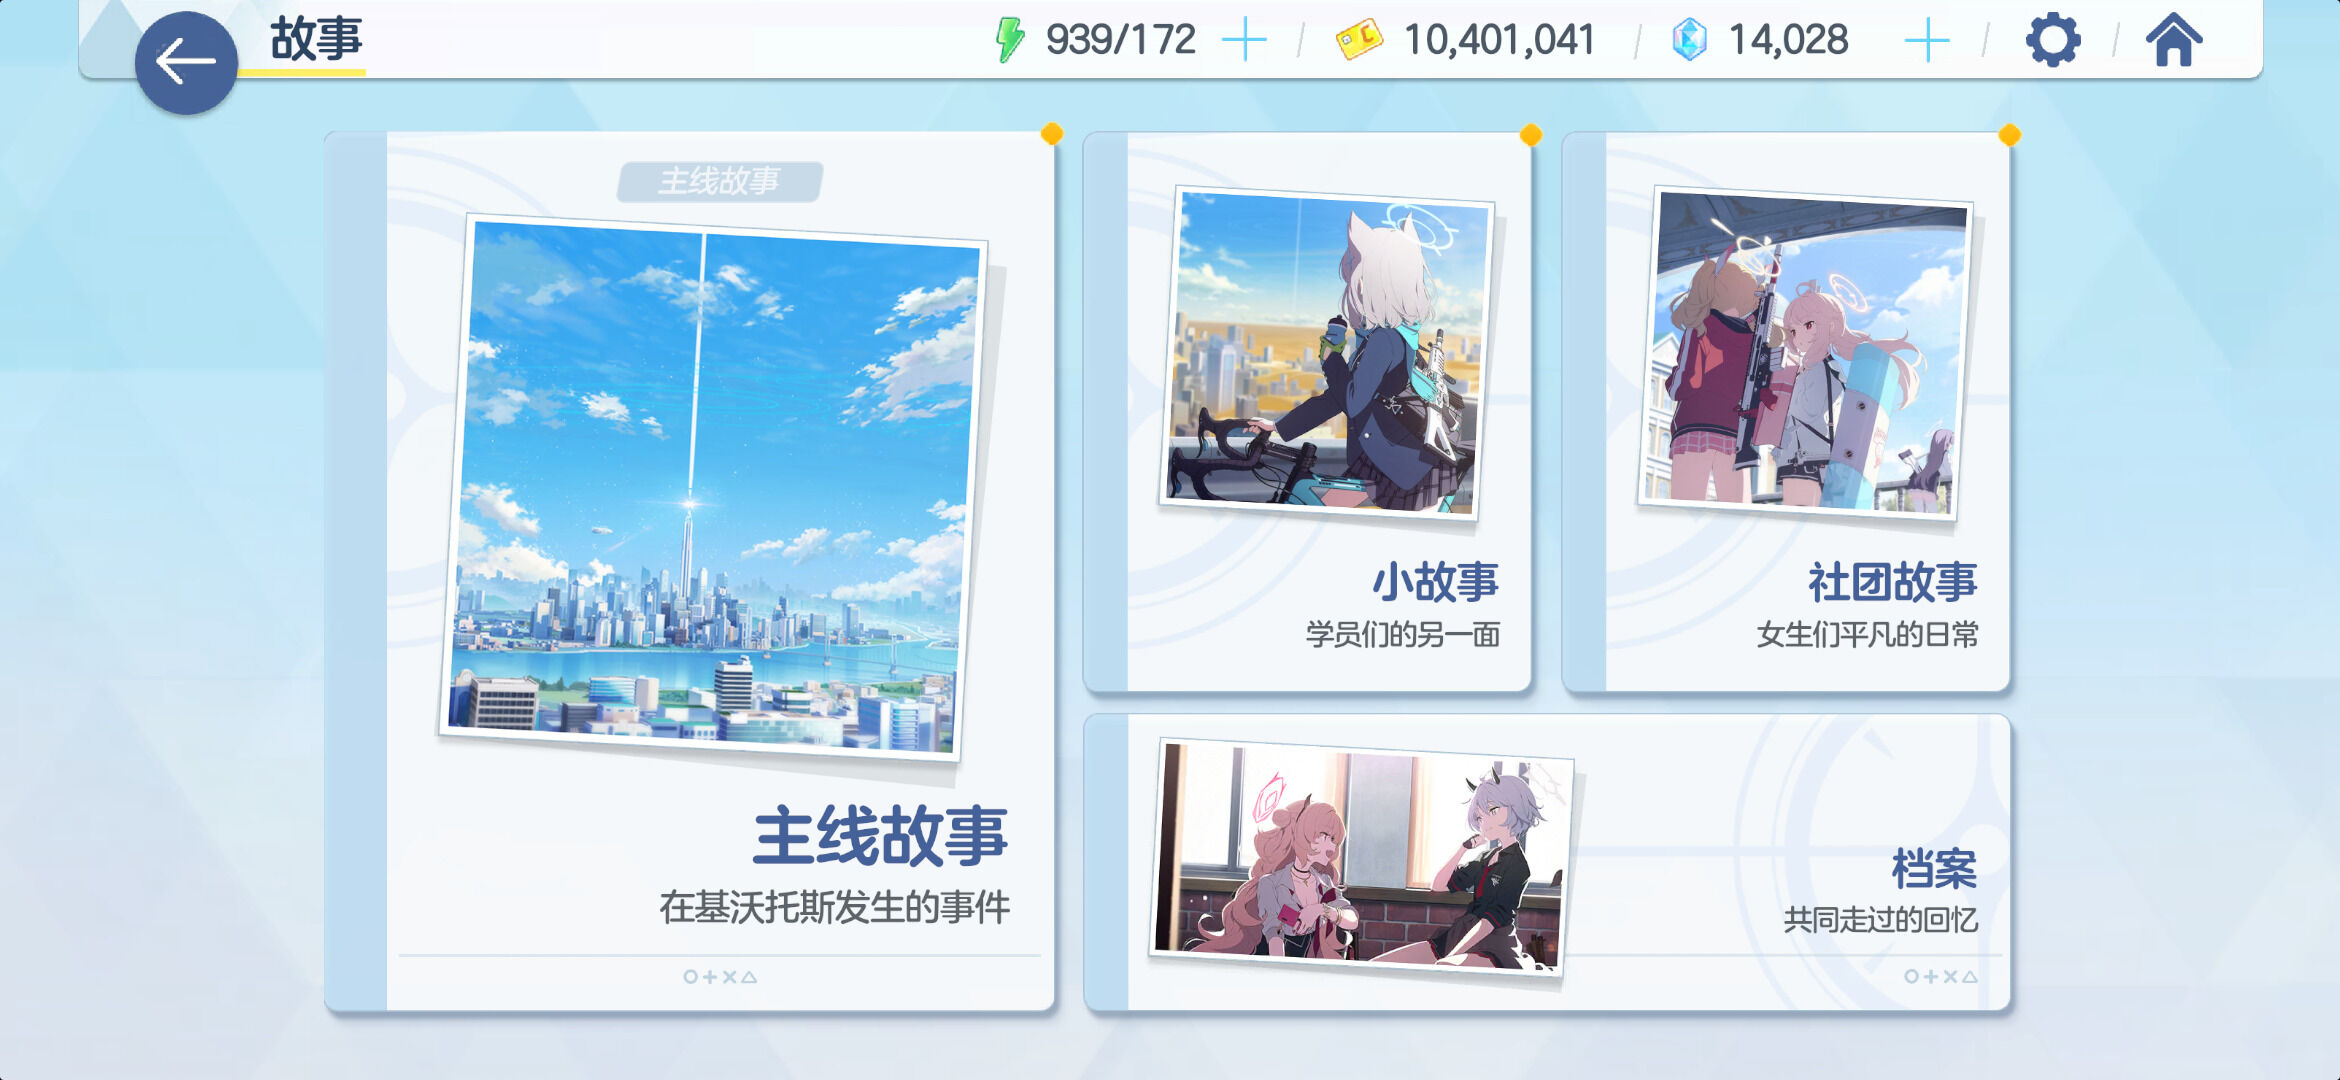 故事
939/172
10,401,041
14,028
主线故事
主线故事
在基沃托斯发生的事件
小故事
学员们的另一面
社团故事
女生们平凡的日常
档案
共同走过的回忆